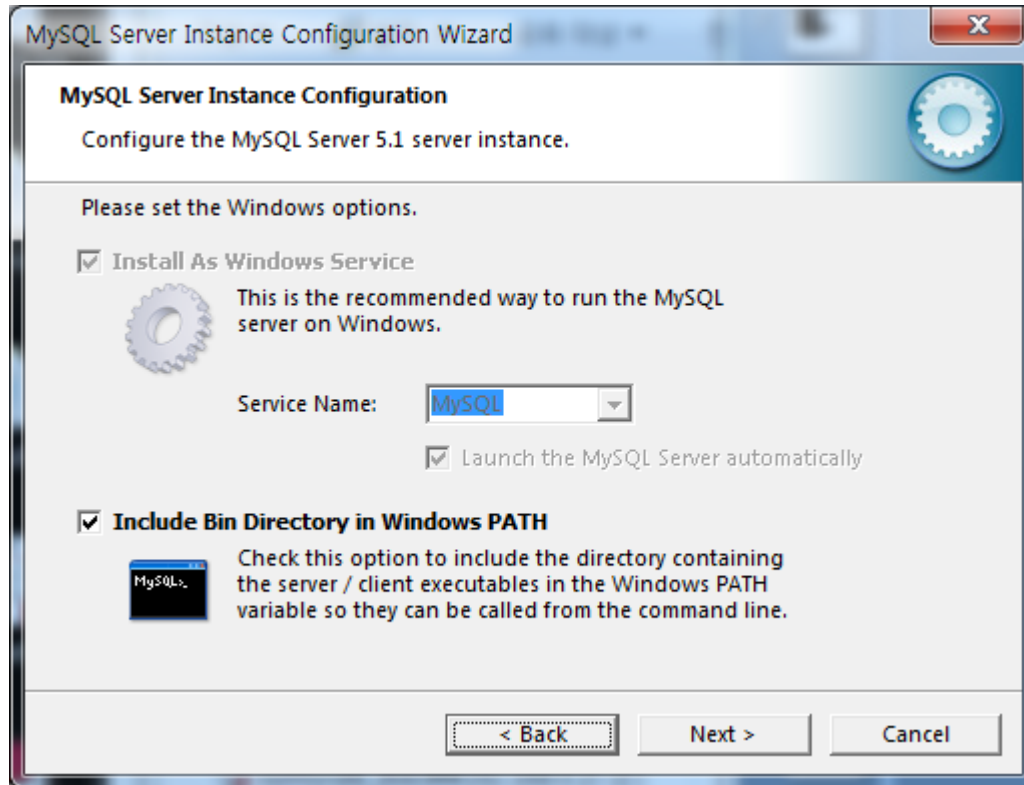 MySQL Server Instance Configuration Wizard
MySQL Server Instance Configuration
Configure the MySQL Server 5.1 server instance.
Please set the Windows options.
Install As Windows Service
This is the recommended way to run the MySQL
server on Windows.
Service Name: MySQL
Launch the MySQL Server automatically
Include Bin Directory in Windows PATH
MySQL>_
Check this option to include the directory containing
the server / client executables in the Windows PATH
variable so they can be called from the command line.
< Back Next > Cancel